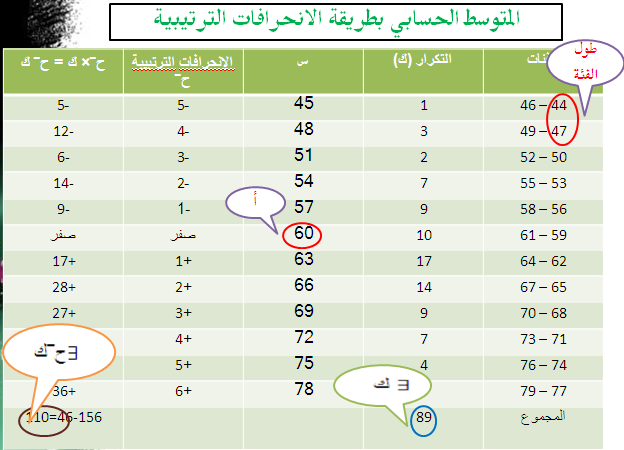 المتوسط الحسابي بطريقة الانحرافات الترتيبية
طول
الفئة
التكرار (ك) س الانحرافات الترتيبية ح¯ ح¯× ك = ح¯ ك
44 – 46 1 45 5- 5-
47 – 49 3 48 4- 12-
50 – 52 2 51 3- 6-
53 – 55 7 54 2- 14-
56 – 58 9 57 1- 9-
أ
59 – 61 10 60 صفر صفر
62 – 64 17 63 1+ 17+
65 – 67 14 66 2+ 28+
68 – 70 9 69 3+ 27+
71 – 73 7 72 4+
74 – 76 4 75 5+
77 – 79 78 6+ 36+
∃ح¯ك
∃ ك
المجموع 89 110=46-156